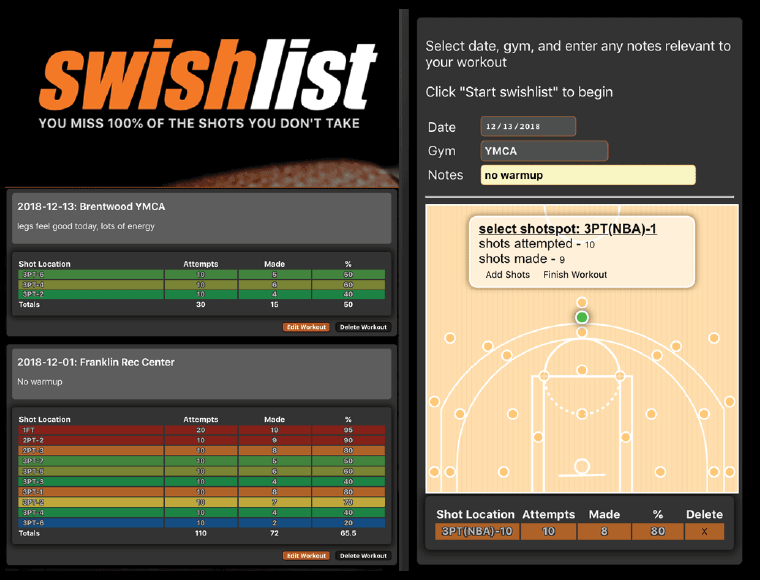 swishlist
YOU MISS 100% OF THE SHOTS YOU DON'T TAKE
2018-12-13: Brentwood YMCA
legs feel good today, lots of energy
Shot Location Attempts Made %
3PT-6 10 5 50
3PT-4 10 6 60
3PT-2 10 4 40
Totals 30 15 50
Edit Workout Delete Workout
2018-12-01: Franklin Rec Center
No warmup
Shot Location Attempts Made %
1FT 20 10 95
2PT-2 10 9 90
2PT-3 10 8 80
3PT-7 10 5 50
3PT-5 10 6 60
3PT-3 10 4 40
3PT-1 10 8 80
3PT-2 10 7 70
3PT-4 10 4 40
3PT-6 10 2 20
Totals 110 72 65.5
Edit Workout Delete Workout
Select date, gym, and enter any notes relevant to
your workout
Click "Start swishlist" to begin
Date 12/13/2018
Gym YMCA
Notes no warmup
select shotspot: 3PT(NBA)-1
shots attempted - 10
shots made - 9
Add Shots Finish Workout
Shot Location Attempts Made % Delete
3PT(NBA)-10 10 8 80 X